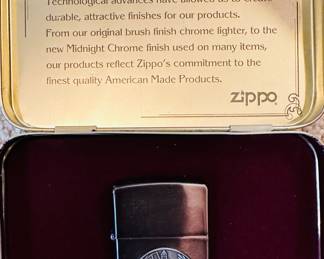 Technological advances have allowed us to create
durable, attractive finishes for our products.
From our original brush finish chrome lighter, to the
new Midnight Chrome finish used on many items,
our products reflect Zippo's commitment to the
finest quality American Made Products.
zippo